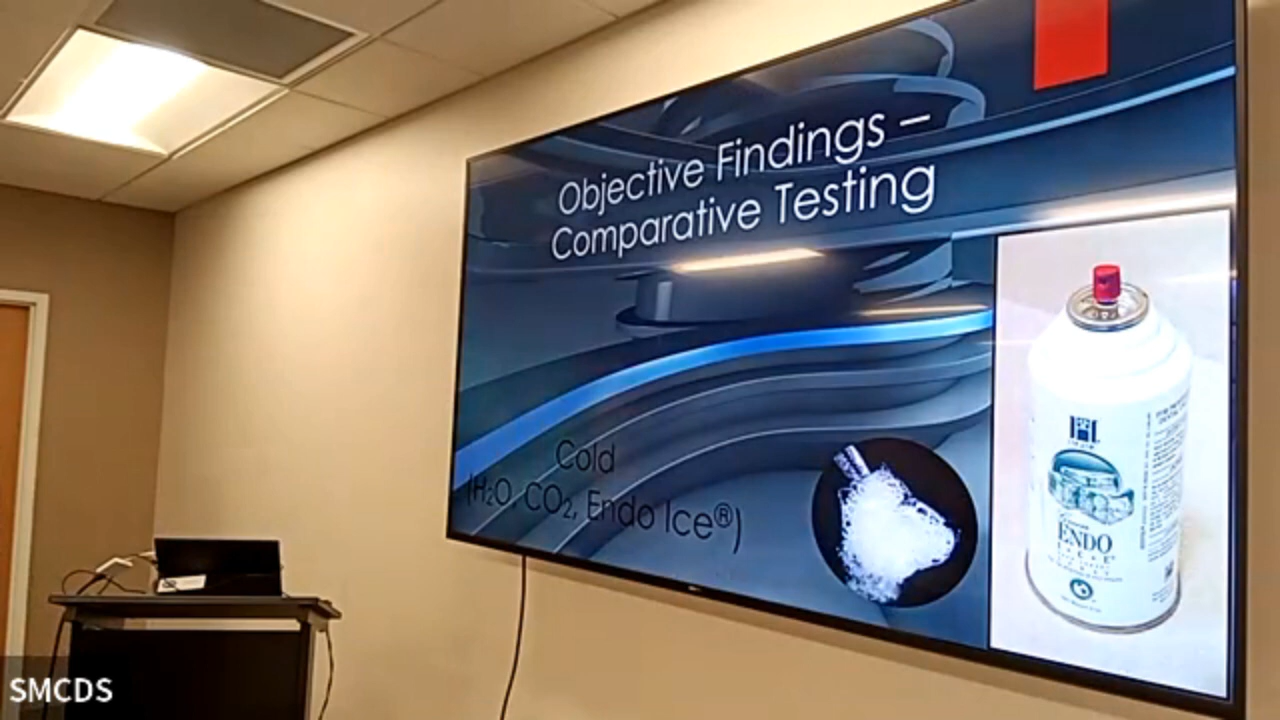 Objective Findings –
Comparative Testing
Cold
(H₂O, CO₂, Endo Ice®)
ENDO
SMCDS